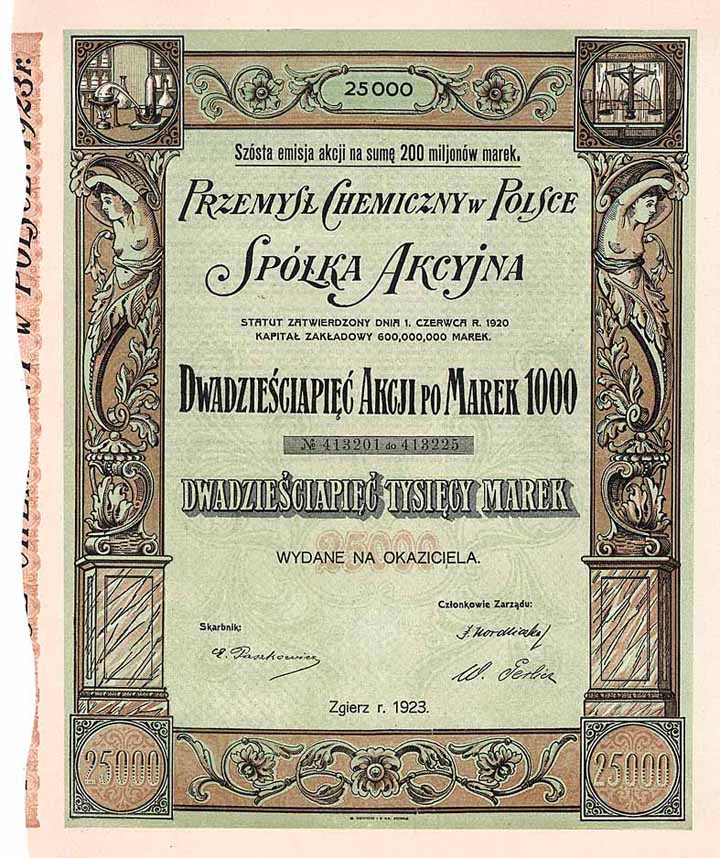 25000
Szósta emisja akcji na sumę 200 miljonów marek.
PRZEMYSŁ CHEMICZNY w POLSCE
SPÓŁKA AKCYJNA
STATUT ZATWIERDZONY DNIA 1. CZERWCA R. 1920
KAPITAŁ ZAKŁADOWY 600,000,000 MAREK.
DWADZIEŚCIAPIĘĆ AKCJI PO MAREK 1000
№ 413201 do 413225
DWADZIEŚCIAPIĘĆ TYSIĘCY MAREK
25000
WYDANE NA OKAZICIELA.
Członkowie Zarządu:
Skarbnik:
Zgierz r. 1923.
25000
25000